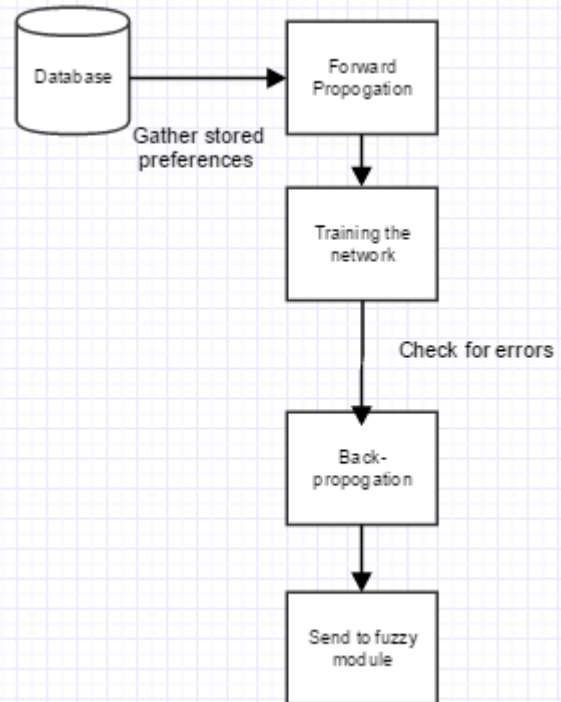 Database
Forward
Propogation
Gather stored
preferences
Training the
network
Check for errors
Back-
propogation
Send to fuzzy
module